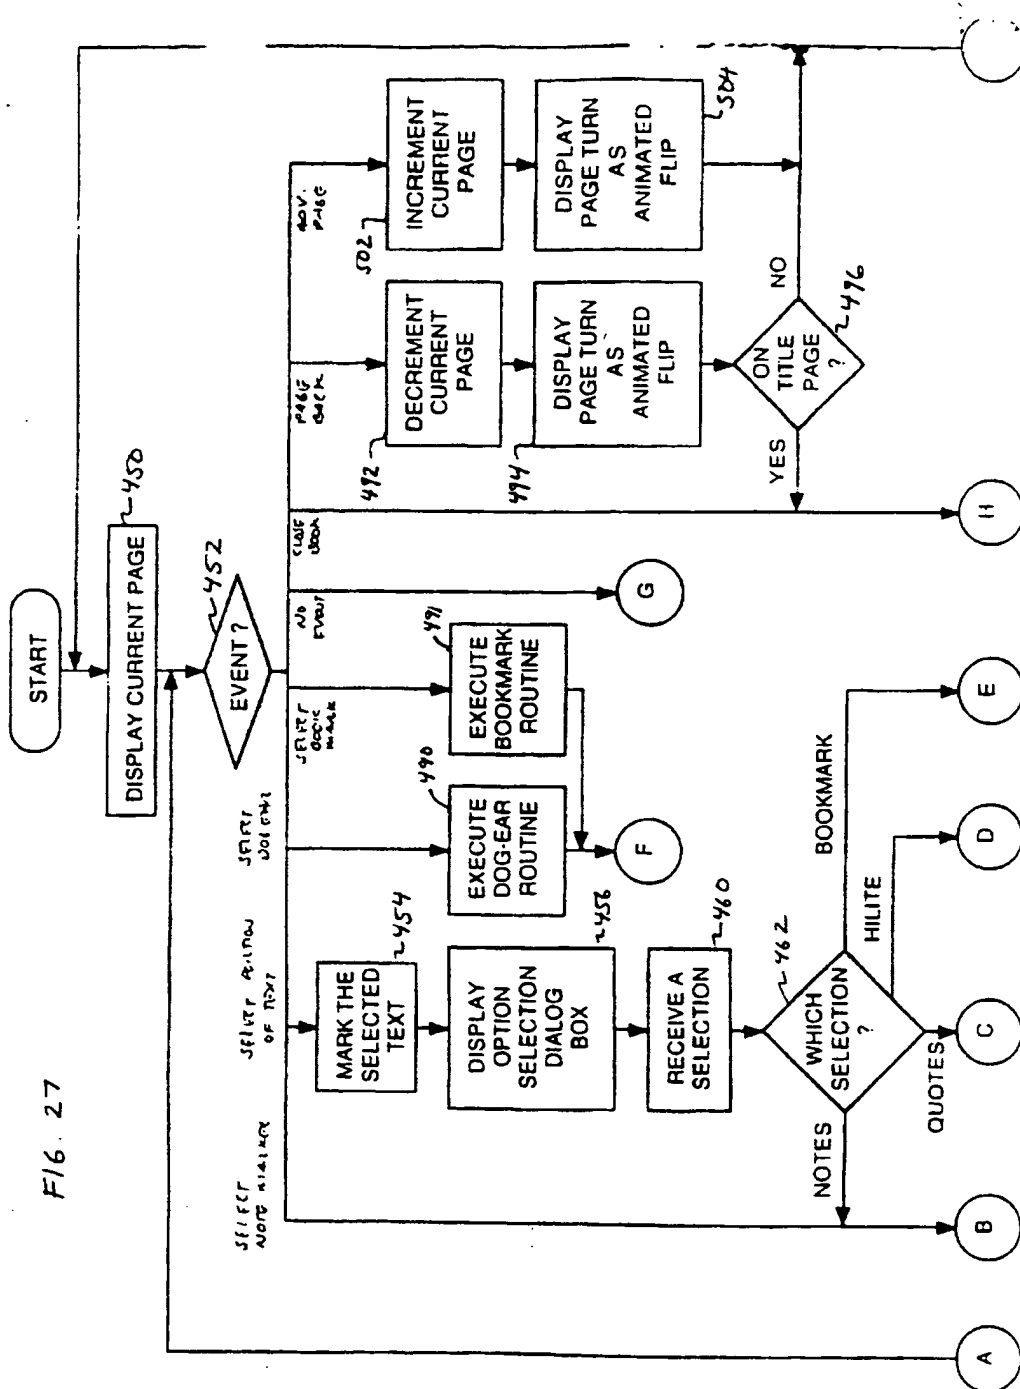 FIG. 27
START
DISPLAY CURRENT PAGE
450
EVENT?
452
SELECT
NOTE MARKER
SELECT PORTION
OF TEXT
SELECT
DOG EAR
SELECT
BOOK
MARK
NO
EVENT
CLOSE
BOOK
PAGE
BACK
ADV.
PAGE
MARK THE
SELECTED
TEXT
454
DISPLAY
OPTION
SELECTION
DIALOG
BOX
456
RECEIVE A
SELECTION
460
WHICH
SELECTION
?
462
NOTES
QUOTES
HILITE
BOOKMARK
EXECUTE
DOG-EAR
ROUTINE
490
EXECUTE
BOOKMARK
ROUTINE
491
F
G
DECREMENT
CURRENT
PAGE
492
DISPLAY
PAGE TURN
AS
ANIMATED
FLIP
494
ON
TITLE
PAGE
?
496
YES
NO
INCREMENT
CURRENT
PAGE
502
DISPLAY
PAGE TURN
AS
ANIMATED
FLIP
504
A
B
C
D
E
H